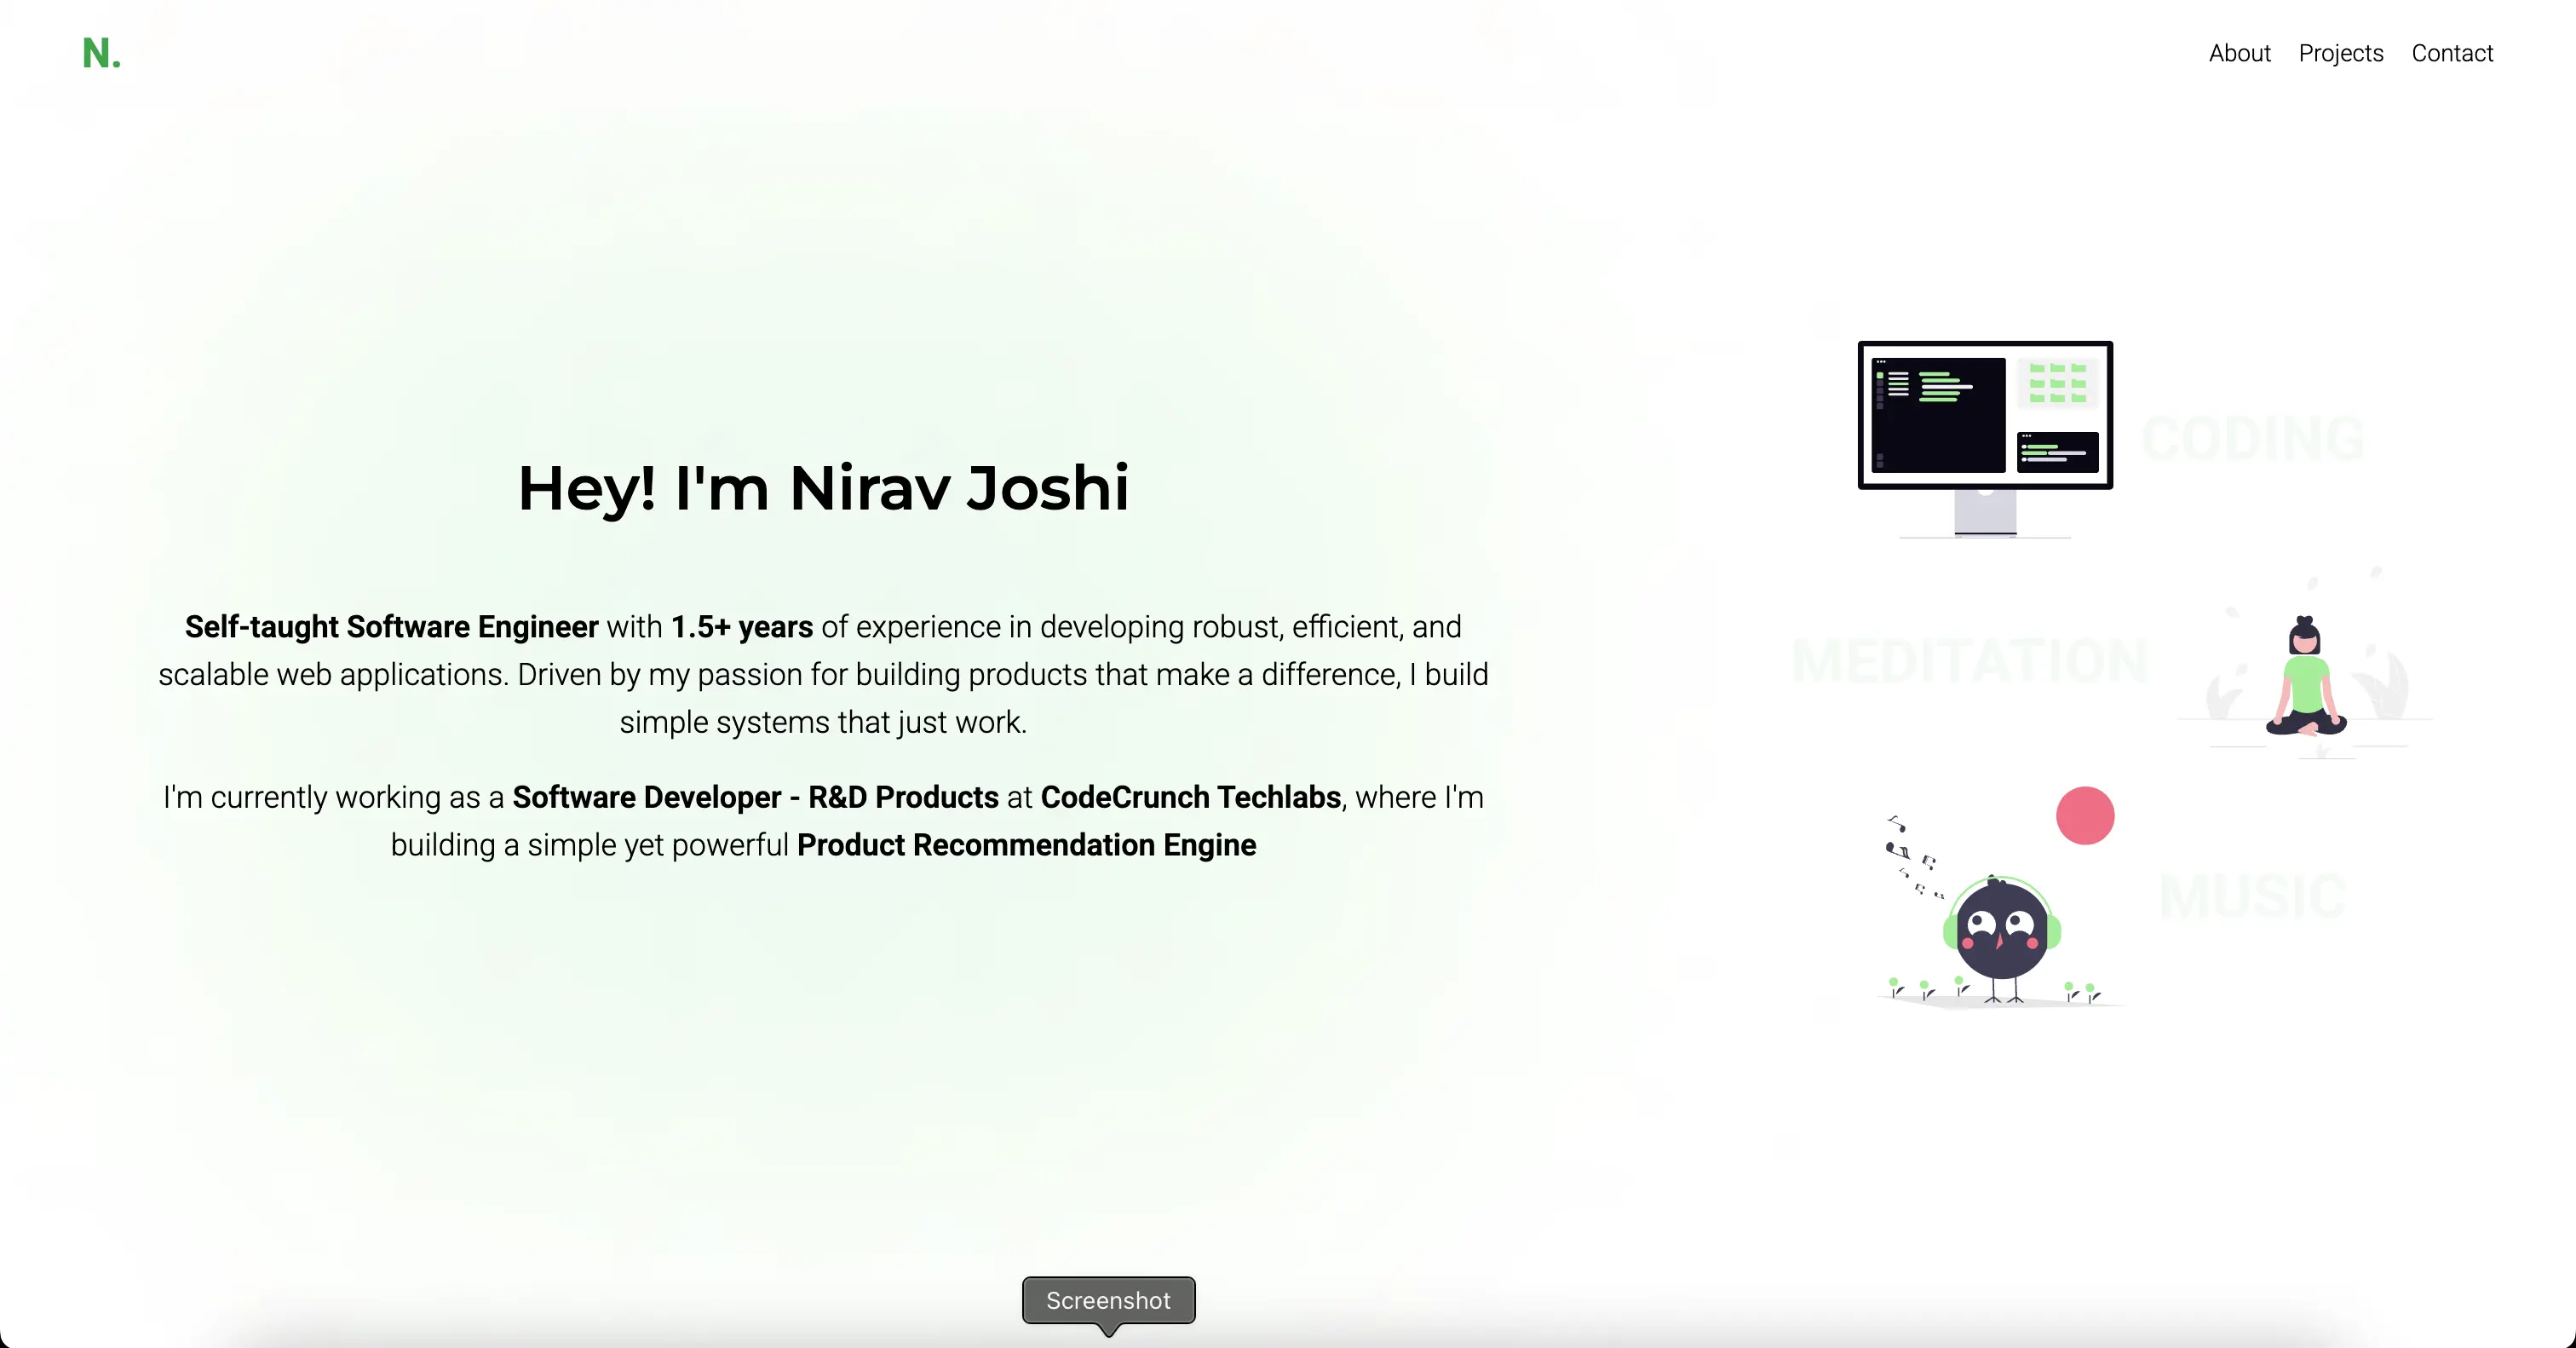 N.
About Projects Contact
Hey! I'm Nirav Joshi
Self-taught Software Engineer with 1.5+ years of experience in developing robust, efficient, and
scalable web applications. Driven by my passion for building products that make a difference, I build
simple systems that just work.
I'm currently working as a Software Developer - R&D Products at CodeCrunch Techlabs, where I'm
building a simple yet powerful Product Recommendation Engine
CODING
MEDITATION
MUSIC
Screenshot